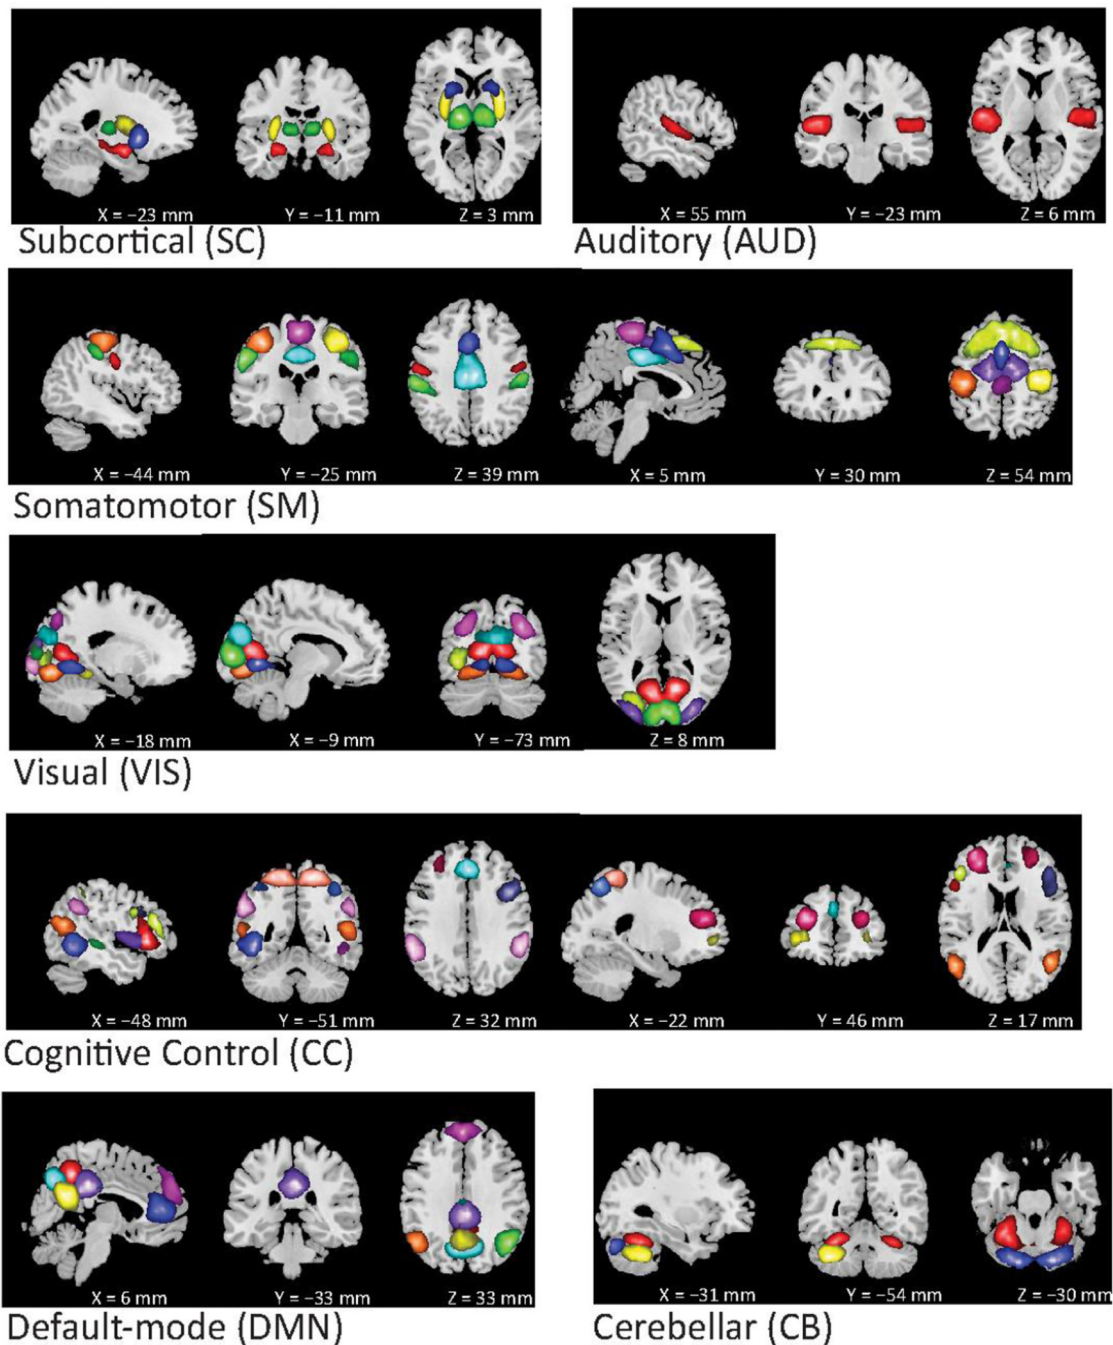 X = −23 mm Y = −11 mm Z = 3 mm
Subcortical (SC)
X = 55 mm Y = −23 mm Z = 6 mm
Auditory (AUD)
X = −44 mm Y = −25 mm Z = 39 mm X = 5 mm Y = 30 mm Z = 54 mm
Somatomotor (SM)
X = −18 mm X = −9 mm Y = −73 mm Z = 8 mm
Visual (VIS)
X = −48 mm Y = −51 mm Z = 32 mm X = −22 mm Y = 46 mm Z = 17 mm
Cognitive Control (CC)
X = 6 mm Y = −33 mm Z = 33 mm
Default-mode (DMN)
X = −31 mm Y = −54 mm Z = −30 mm
Cerebellar (CB)